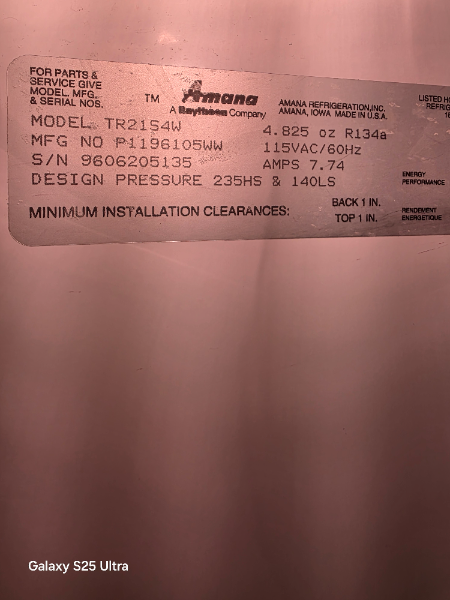 FOR PARTS &
SERVICE GIVE
MODEL. MFG.
& SERIAL NOS.
TM
Amana
A Raytheon Company
AMANA REFRIGERATION,INC.
AMANA, IOWA MADE IN U.S.A.
LISTED HO
REFRIG
MODEL TR21S4W
4.825 oz R134a
MFG NO P1196105WW
115VAC/60Hz
S/N 9606205135
AMPS 7.74
DESIGN PRESSURE 235HS & 140LS
ENERGY
PERFORMANCE
MINIMUM INSTALLATION CLEARANCES:
BACK 1 IN.
TOP 1 IN.
RENDEMENT
ENERGETIQUE
Galaxy S25 Ultra